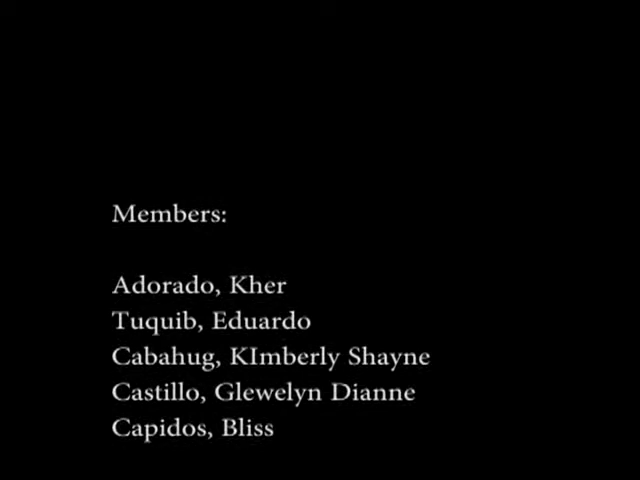 Members:
Adorado, Kher
Tuquib, Eduardo
Cabahug, KImberly Shayne
Castillo, Glewelyn Dianne
Capidos, Bliss